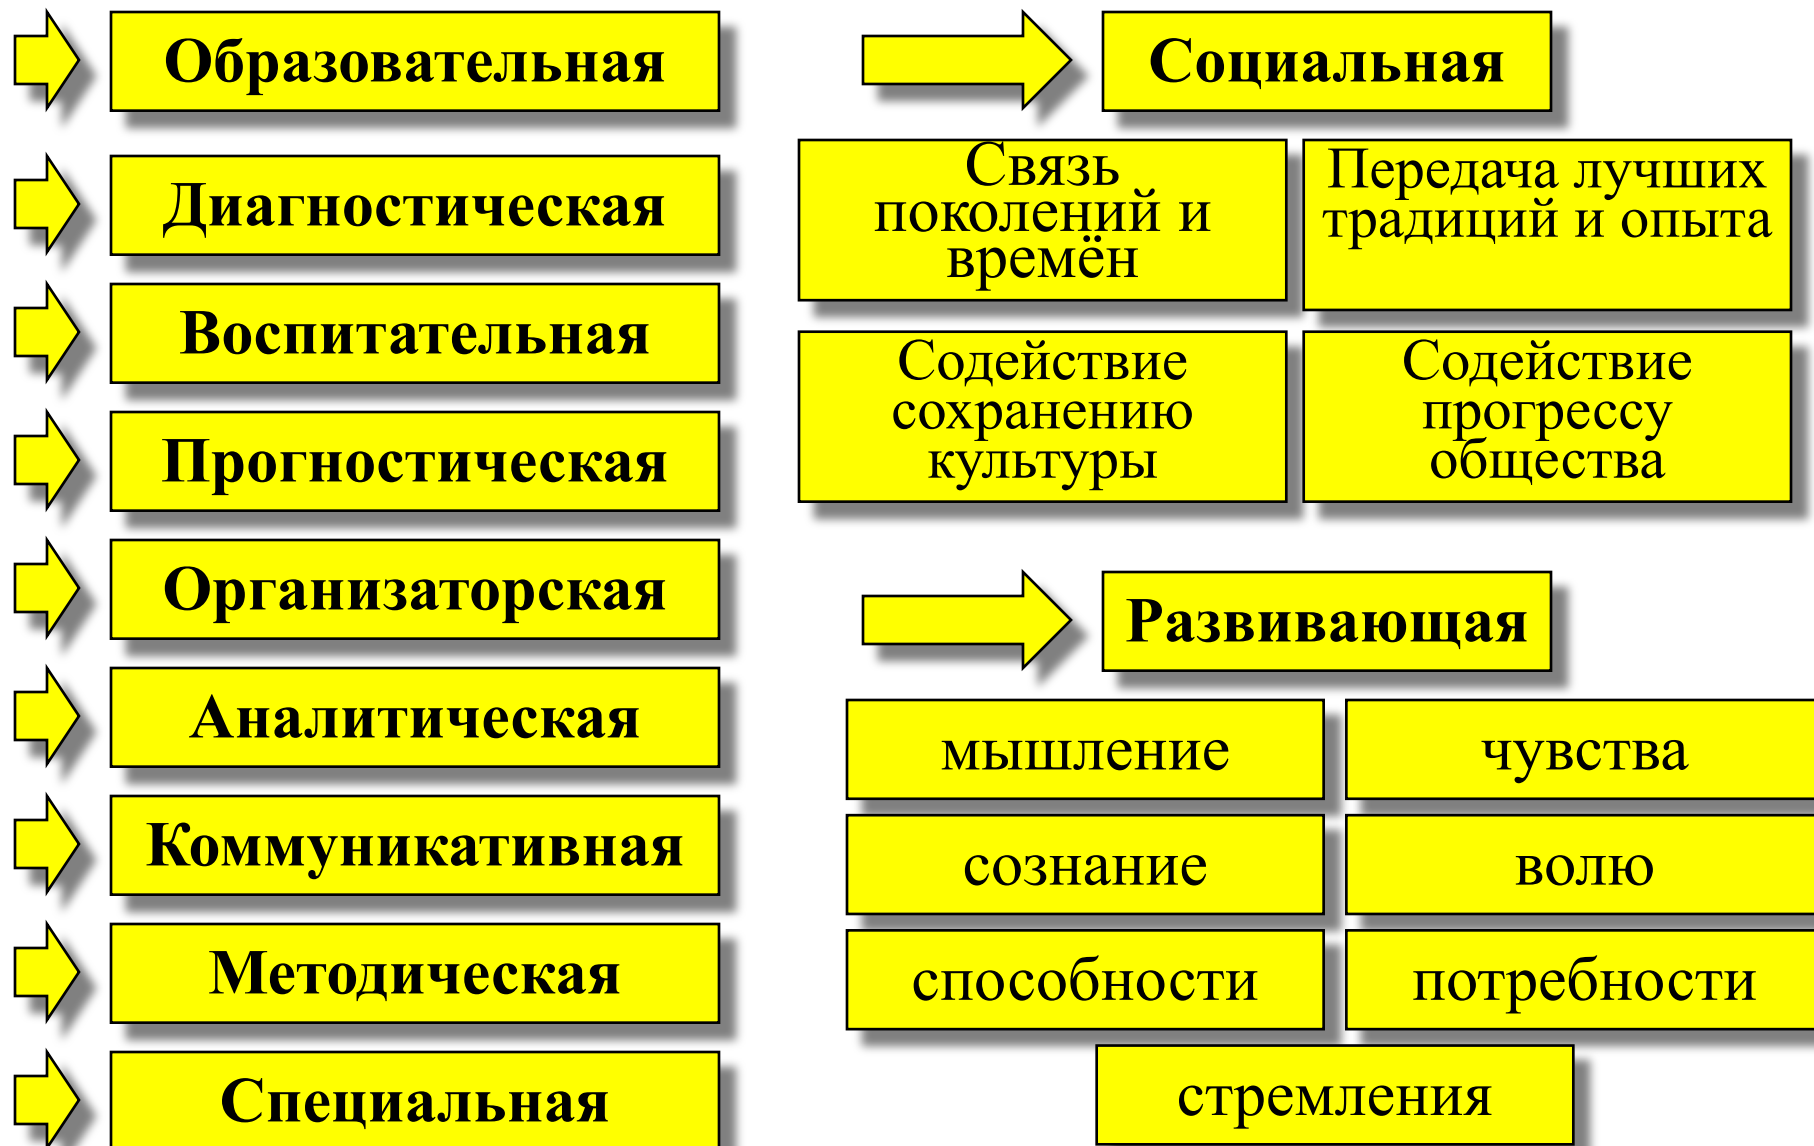 Образовательная
Диагностическая
Воспитательная
Прогностическая
Организаторская
Аналитическая
Коммуникативная
Методическая
Специальная
Социальная
Связь
поколений и
времён
Передача лучших
традиций и опыта
Содействие
сохранению
культуры
Содействие
прогрессу
общества
Развивающая
мышление
чувства
сознание
волю
способности
потребности
стремления